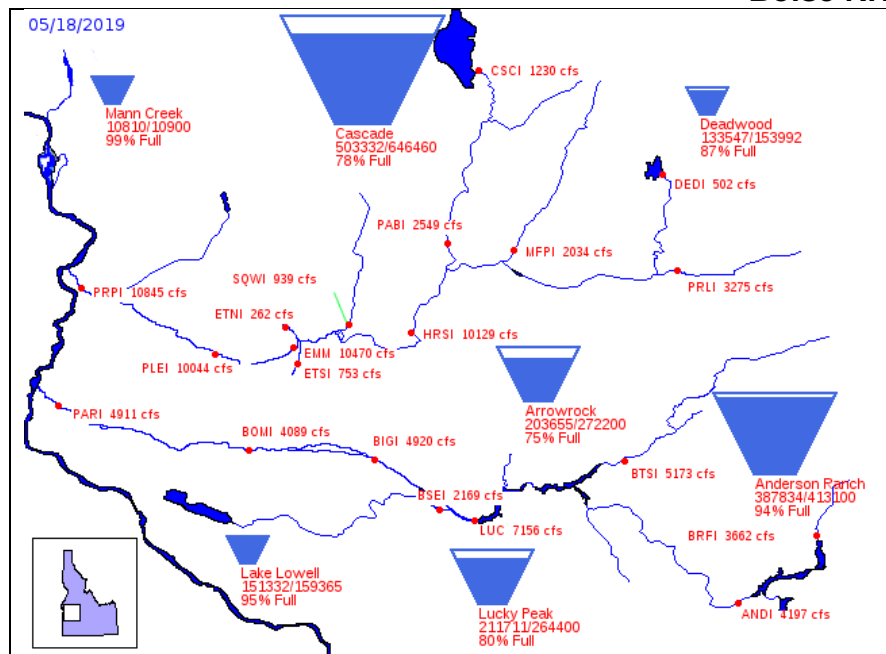 05/18/2019
CSCI 1230 cfs
Mann Creek
10810/10900
99% Full
Cascade
503332/646460
78% Full
Deadwood
133547/153992
87% Full
DEDI 502 cfs
PABI 2549 cfs
MFPI 2034 cfs
SQWI 939 cfs
PRLI 3275 cfs
PRPI 10845 cfs
ETNI 262 cfs
HRSI 10129 cfs
EMM 10470 cfs
PLEI 10044 cfs
ETSI 753 cfs
Arrowrock
203655/272200
75% Full
PARI 4911 cfs
BOMI 4089 cfs
BIGI 4920 cfs
BTSI 5173 cfs
Anderson Ranch
387834/413100
94% Full
BSEI 2169 cfs
LUC 7156 cfs
BRFI 3662 cfs
Lake Lowell
151332/159365
95% Full
Lucky Peak
211711/264400
80% Full
ANDI 4197 cfs